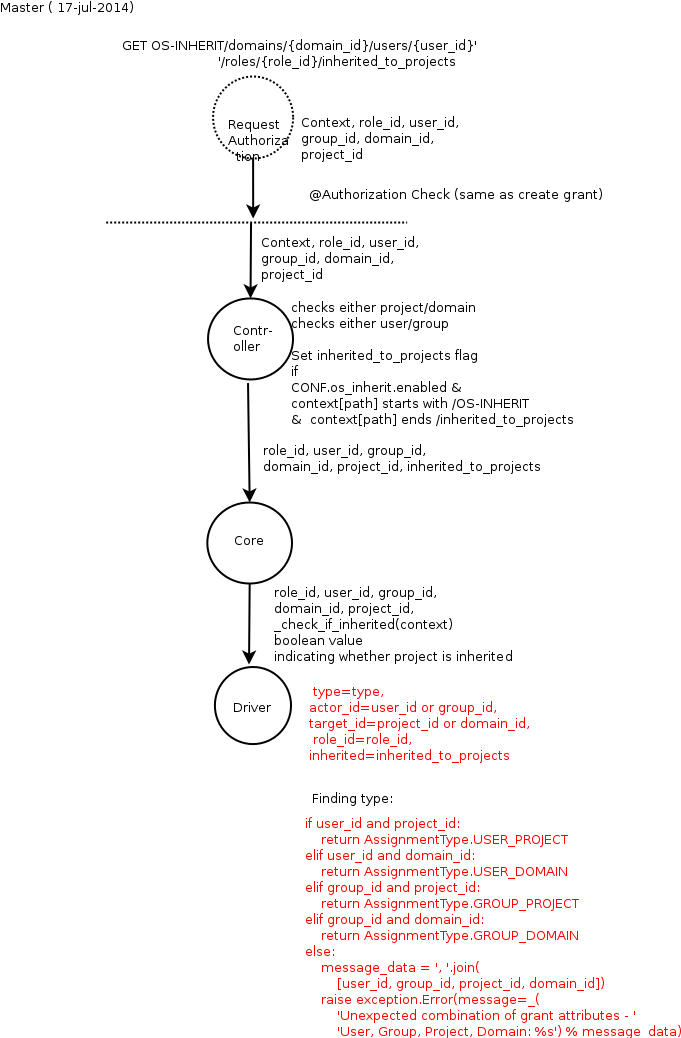 Master ( 17-jul-2014)
GET OS-INHERIT/domains/{domain_id}/users/{user_id}'
'/roles/{role_id}/inherited_to_projects
Request
Authoriza
tion
Context, role_id, user_id,
group_id, domain_id,
project_id
@Authorization Check (same as create grant)
Context, role_id, user_id,
group_id, domain_id,
project_id
Contr-
oller
checks either project/domain
checks either user/group
Set inherited_to_projects flag
if
CONF.os_inherit.enabled &
context[path] starts with /OS-INHERIT
&  context[path] ends /inherited_to_projects
role_id, user_id, group_id,
domain_id, project_id, inherited_to_projects
Core
role_id, user_id, group_id,
domain_id, project_id,
_check_if_inherited(context)
boolean value
indicating whether project is inherited
Driver
type=type,
actor_id=user_id or group_id,
target_id=project_id or domain_id,
role_id=role_id,
inherited=inherited_to_projects
Finding type:
if user_id and project_id:
return AssignmentType.USER_PROJECT
elif user_id and domain_id:
return AssignmentType.USER_DOMAIN
elif group_id and project_id:
return AssignmentType.GROUP_PROJECT
elif group_id and domain_id:
return AssignmentType.GROUP_DOMAIN
else:
message_data = ', '.join(
[user_id, group_id, project_id, domain_id])
raise exception.Error(message=_(
'Unexpected combination of grant attributes - '
'User, Group, Project, Domain: %s') % message_data)